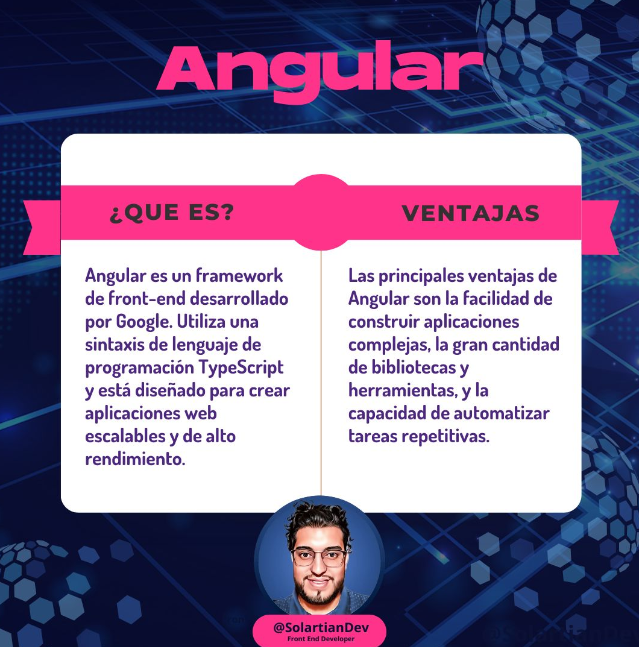 Angular
¿QUE ES?
Angular es un framework
de front-end desarrollado
por Google. Utiliza una
sintaxis de lenguaje de
programación TypeScript
y está diseñado para crear
aplicaciones web
escalables y de alto
rendimiento.
VENTAJAS
Las principales ventajas de
Angular son la facilidad de
construir aplicaciones
complejas, la gran cantidad
de bibliotecas y
herramientas, y la
capacidad de automatizar
tareas repetitivas.
@SolartianDev
Front End Developer